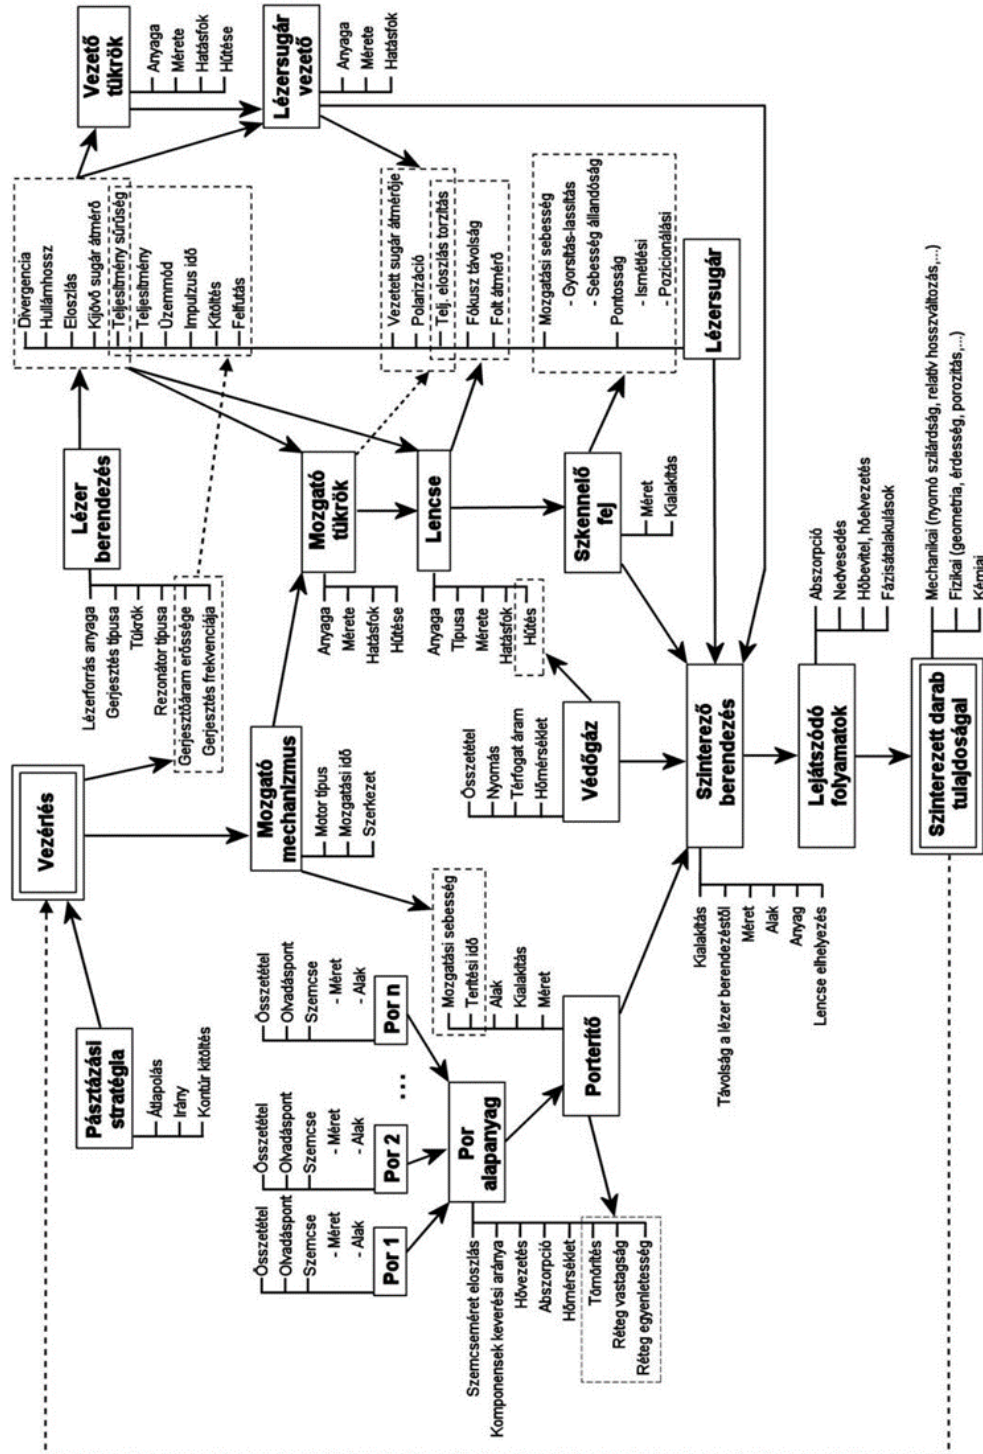 Vezérlés
Pásztázási
stratégia
Átlapolás
Irány
Kontúr kitöltés
Lézer
berendezés
Lézerforrás anyaga
Gerjesztés típusa
Tükrök
Rezonátor típusa
Gerjesztőáram erőssége
Gerjesztés frekvenciája
Divergencia
Hullámhossz
Eloszlás
Kijövő sugár átmérő
Teljesítmény sűrűség
Teljesítmény
Üzemmód
Impulzus idő
Kitöltés
Felfutás
Vezető
tükrök
Anyaga
Mérete
Hatásfok
Hűtése
Lézersugár
vezető
Anyaga
Mérete
Hatásfok
Mozgató
mechanizmus
Motor típus
Mozgatási idő
Szerkezet
Mozgató
tükrök
Anyaga
Mérete
Hatásfok
Hűtése
Lencse
Anyaga
Típusa
Mérete
Hatásfok
Hűtés
Vezetett sugár átmérője
Polarizáció
Telj. eloszlás torzítás
Fókusz távolság
Folt átmérő
Szkennelő
fej
Méret
Kialakítás
Mozgatási sebesség
- Gyorsítás-lassítás
- Sebesség állandóság
Pontosság
- Ismétlési
- Pozicionálási
Lézersugár
Védőgáz
Összetétel
Nyomás
Térfogat áram
Hőmérséklet
Összetétel
Olvadáspont
Szemcse
- Méret
- Alak
Por 1
Összetétel
Olvadáspont
Szemcse
- Méret
- Alak
Por 2
...
Összetétel
Olvadáspont
Szemcse
- Méret
- Alak
Por n
Por
alapanyag
Szemcseméret eloszlás
Komponensek keverési aránya
Hővezetés
Abszorpció
Hőmérséklet
Tömörítés
Réteg vastagság
Réteg egyenletesség
Porterítő
Mozgatási sebesség
Terítési idő
Alak
Kialakítás
Méret
Szinterező
berendezés
Kialakítás
Távolság a lézer berendezéstől
Méret
Alak
Anyag
Lencse elhelyezés
Lejátszódó
folyamatok
Abszorpció
Nedvesedés
Hőbevitel, hőelvezetés
Fázisátalakulások
Szinterezett darab
tulajdoságai
Mechanikai (nyomó szilárdság, relatív hosszváltozás,...)
Fizikai (geometria, érdesség, porozitás,...)
Kémiai